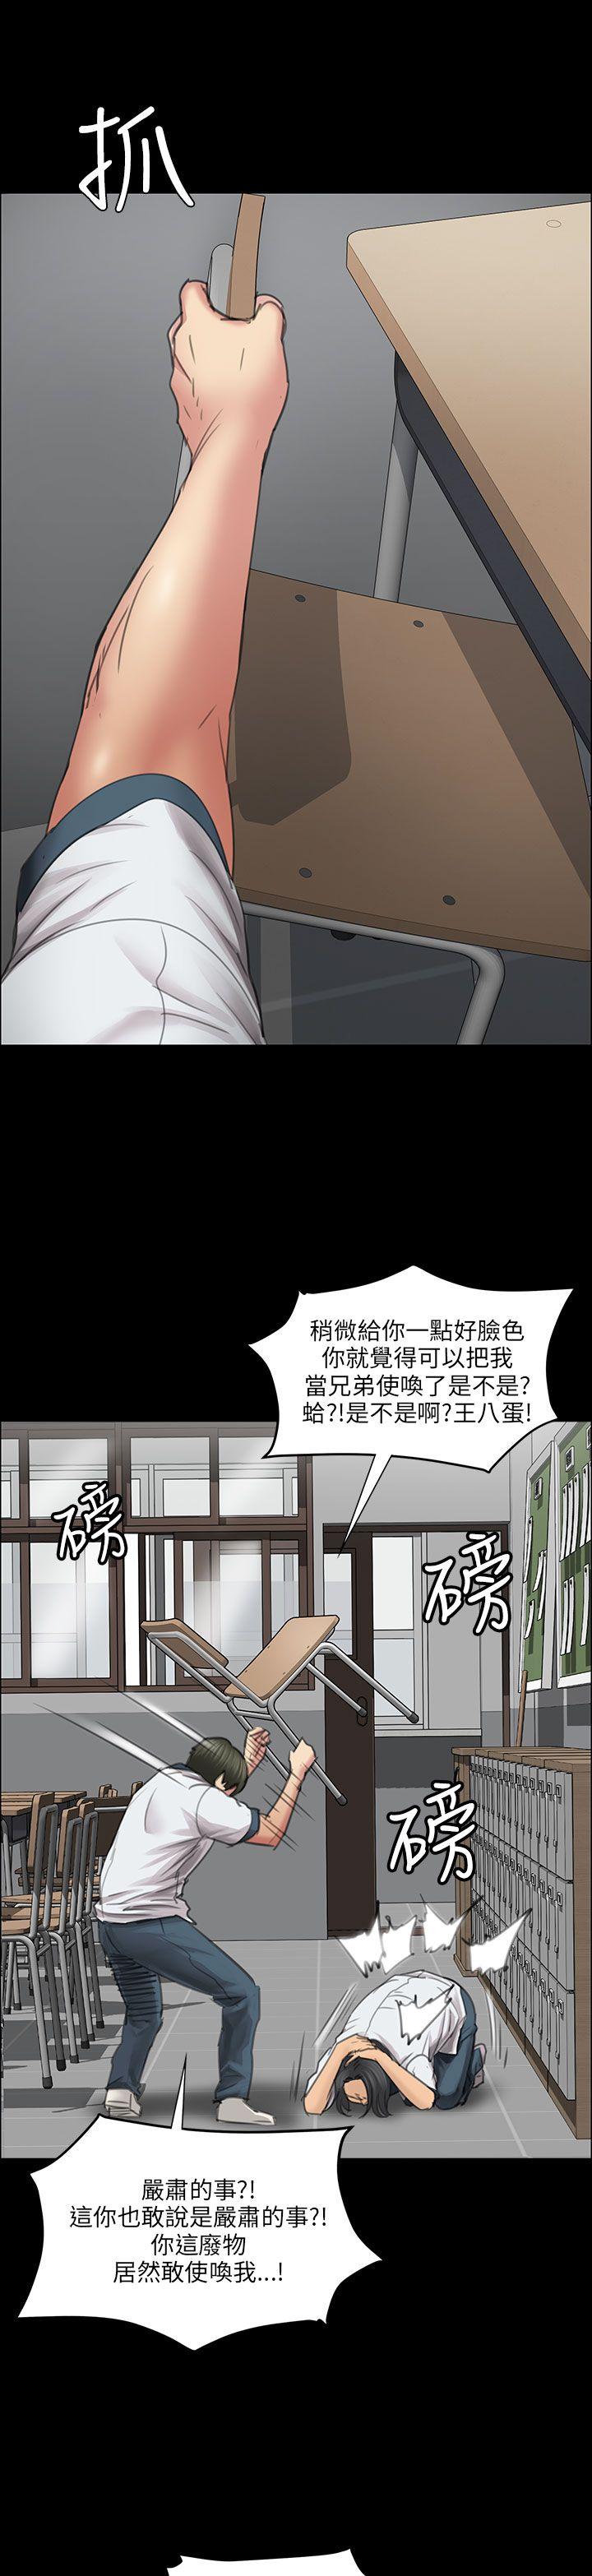 抓
稍微給你一點好臉色
你就覺得可以把我
當兄弟使喚了是不是?
蛤?!是不是啊?王八蛋!
磅
磅
磅
嚴肅的事?!
這你也敢說是嚴肅的事?!
你這廢物
居然敢使喚我...!